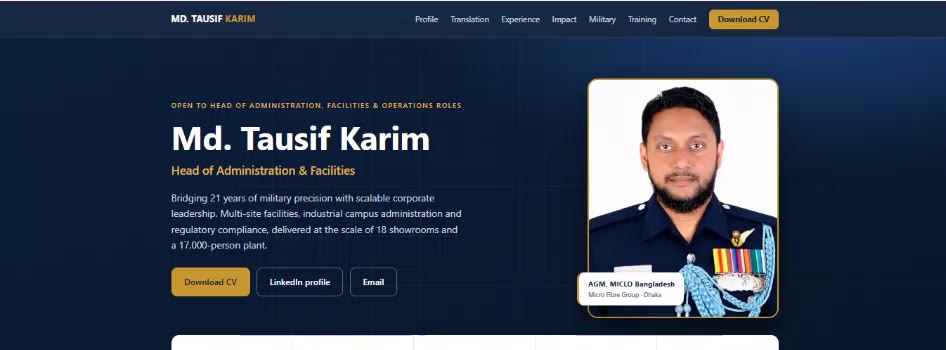 MD. TAUSIF KARIM
Profile Translation Experience Impact Military Training Contact Download CV
OPEN TO HEAD OF ADMINISTRATION, FACILITIES & OPERATIONS ROLES
Md. Tausif Karim
Head of Administration & Facilities
Bridging 21 years of military precision with scalable corporate
leadership. Multi-site facilities, industrial campus administration and
regulatory compliance, delivered at the scale of 18 showrooms and
a 17,000-person plant.
Download CV LinkedIn profile Email
AGM, MICLO Bangladesh
Micro Fibre Group · Dhaka